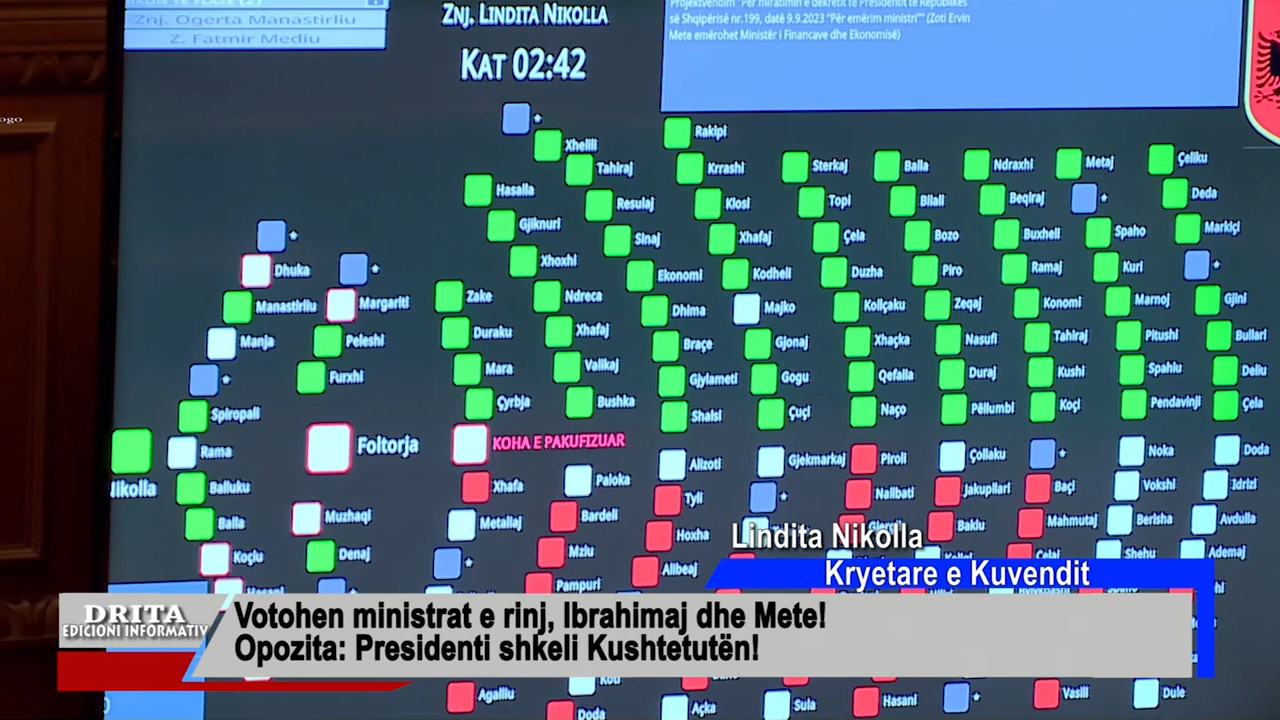 Znj. Ogerta Manastirliu
Z. Fatmir Mediu
Znj. Lindita Nikolla
Kat 02:42
Projektvendim "Për miratimin e dekretit të Presidentit të Republikës
së Shqipërisë nr.199, datë 9.9.2023 "Për emërim ministri"" (Zoti Ervin
Mete emërohet Ministër i Financave dhe Ekonomisë)
ogo
Rakipi
Xhelili
Sterkaj
Balla
Ndraxhi
Metaj
Çeliku
Tahiraj
Krrashi
Hasalla
Resulaj
Klosi
Topi
Bilali
Beqiraj
Deda
Gjiknuri
Sinaj
Xhafaj
Çela
Bozo
Buxheli
Spaho
Markiçi
Dhuka
Xhoxhi
Ekonomi
Kodheli
Duzha
Piro
Ramaj
Kuri
Manastirliu
Margariti
Zake
Ndreca
Dhima
Majko
Kollçaku
Zeqaj
Konomi
Marnoj
Gjini
Manja
Peleshi
Duraku
Xhafaj
Braçe
Gjonaj
Xhaçka
Nasufi
Tahiraj
Pitushi
Bullari
Furxhi
Mara
Valikaj
Gjylameti
Gogu
Qefalia
Duraj
Kushi
Spahiu
Deliu
Spiropali
Çyrbja
Bushka
Shalsi
Çuçi
Naço
Pëllumbi
Koçi
Pendavinji
Çela
Rama
Foltorja
KOHA E PAKUFIZUAR
Alizoti
Gjekmarkaj
Piroli
Çollaku
Noka
Doda
Nikolla
Balluku
Xhafa
Paloka
Tyli
Nallbati
Jakupllari
Baçi
Vokshi
Idrizi
Balla
Muzhaqi
Metallaj
Bardeli
Hoxha
Baklu
Mahmutaj
Berisha
Avdulla
Koçiu
Denaj
Mziu
Alibeaj
Shehu
Ademaj
Pampuri
Lindita Nikolla
Kryetare e Kuvendit
DRITA
EDICIONI INFORMATIV
Votohen ministrat e rinj, Ibrahimaj dhe Mete!
Opozita: Presidenti shkeli Kushtetutën!
Agalliu
Doda
Açka
Sula
Hasani
Vasili
Dule